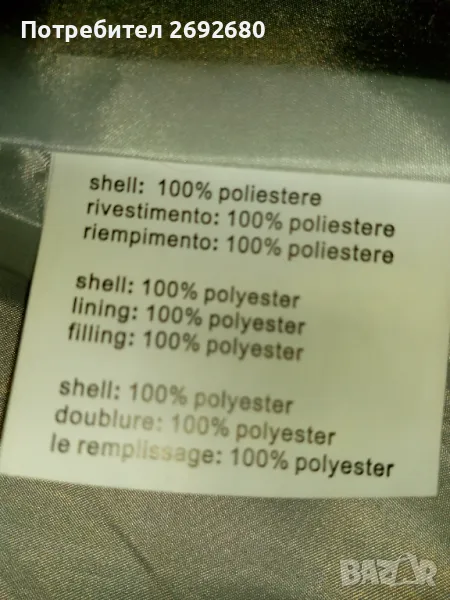 Потребител 2692680
shell: 100% poliestere
rivestimento: 100% poliestere
riempimento: 100% poliestere
shell: 100% polyester
lining: 100% polyester
filling: 100% polyester
shell: 100% polyester
doublure: 100% polyester
le remplissage: 100% polyester
BAZAR